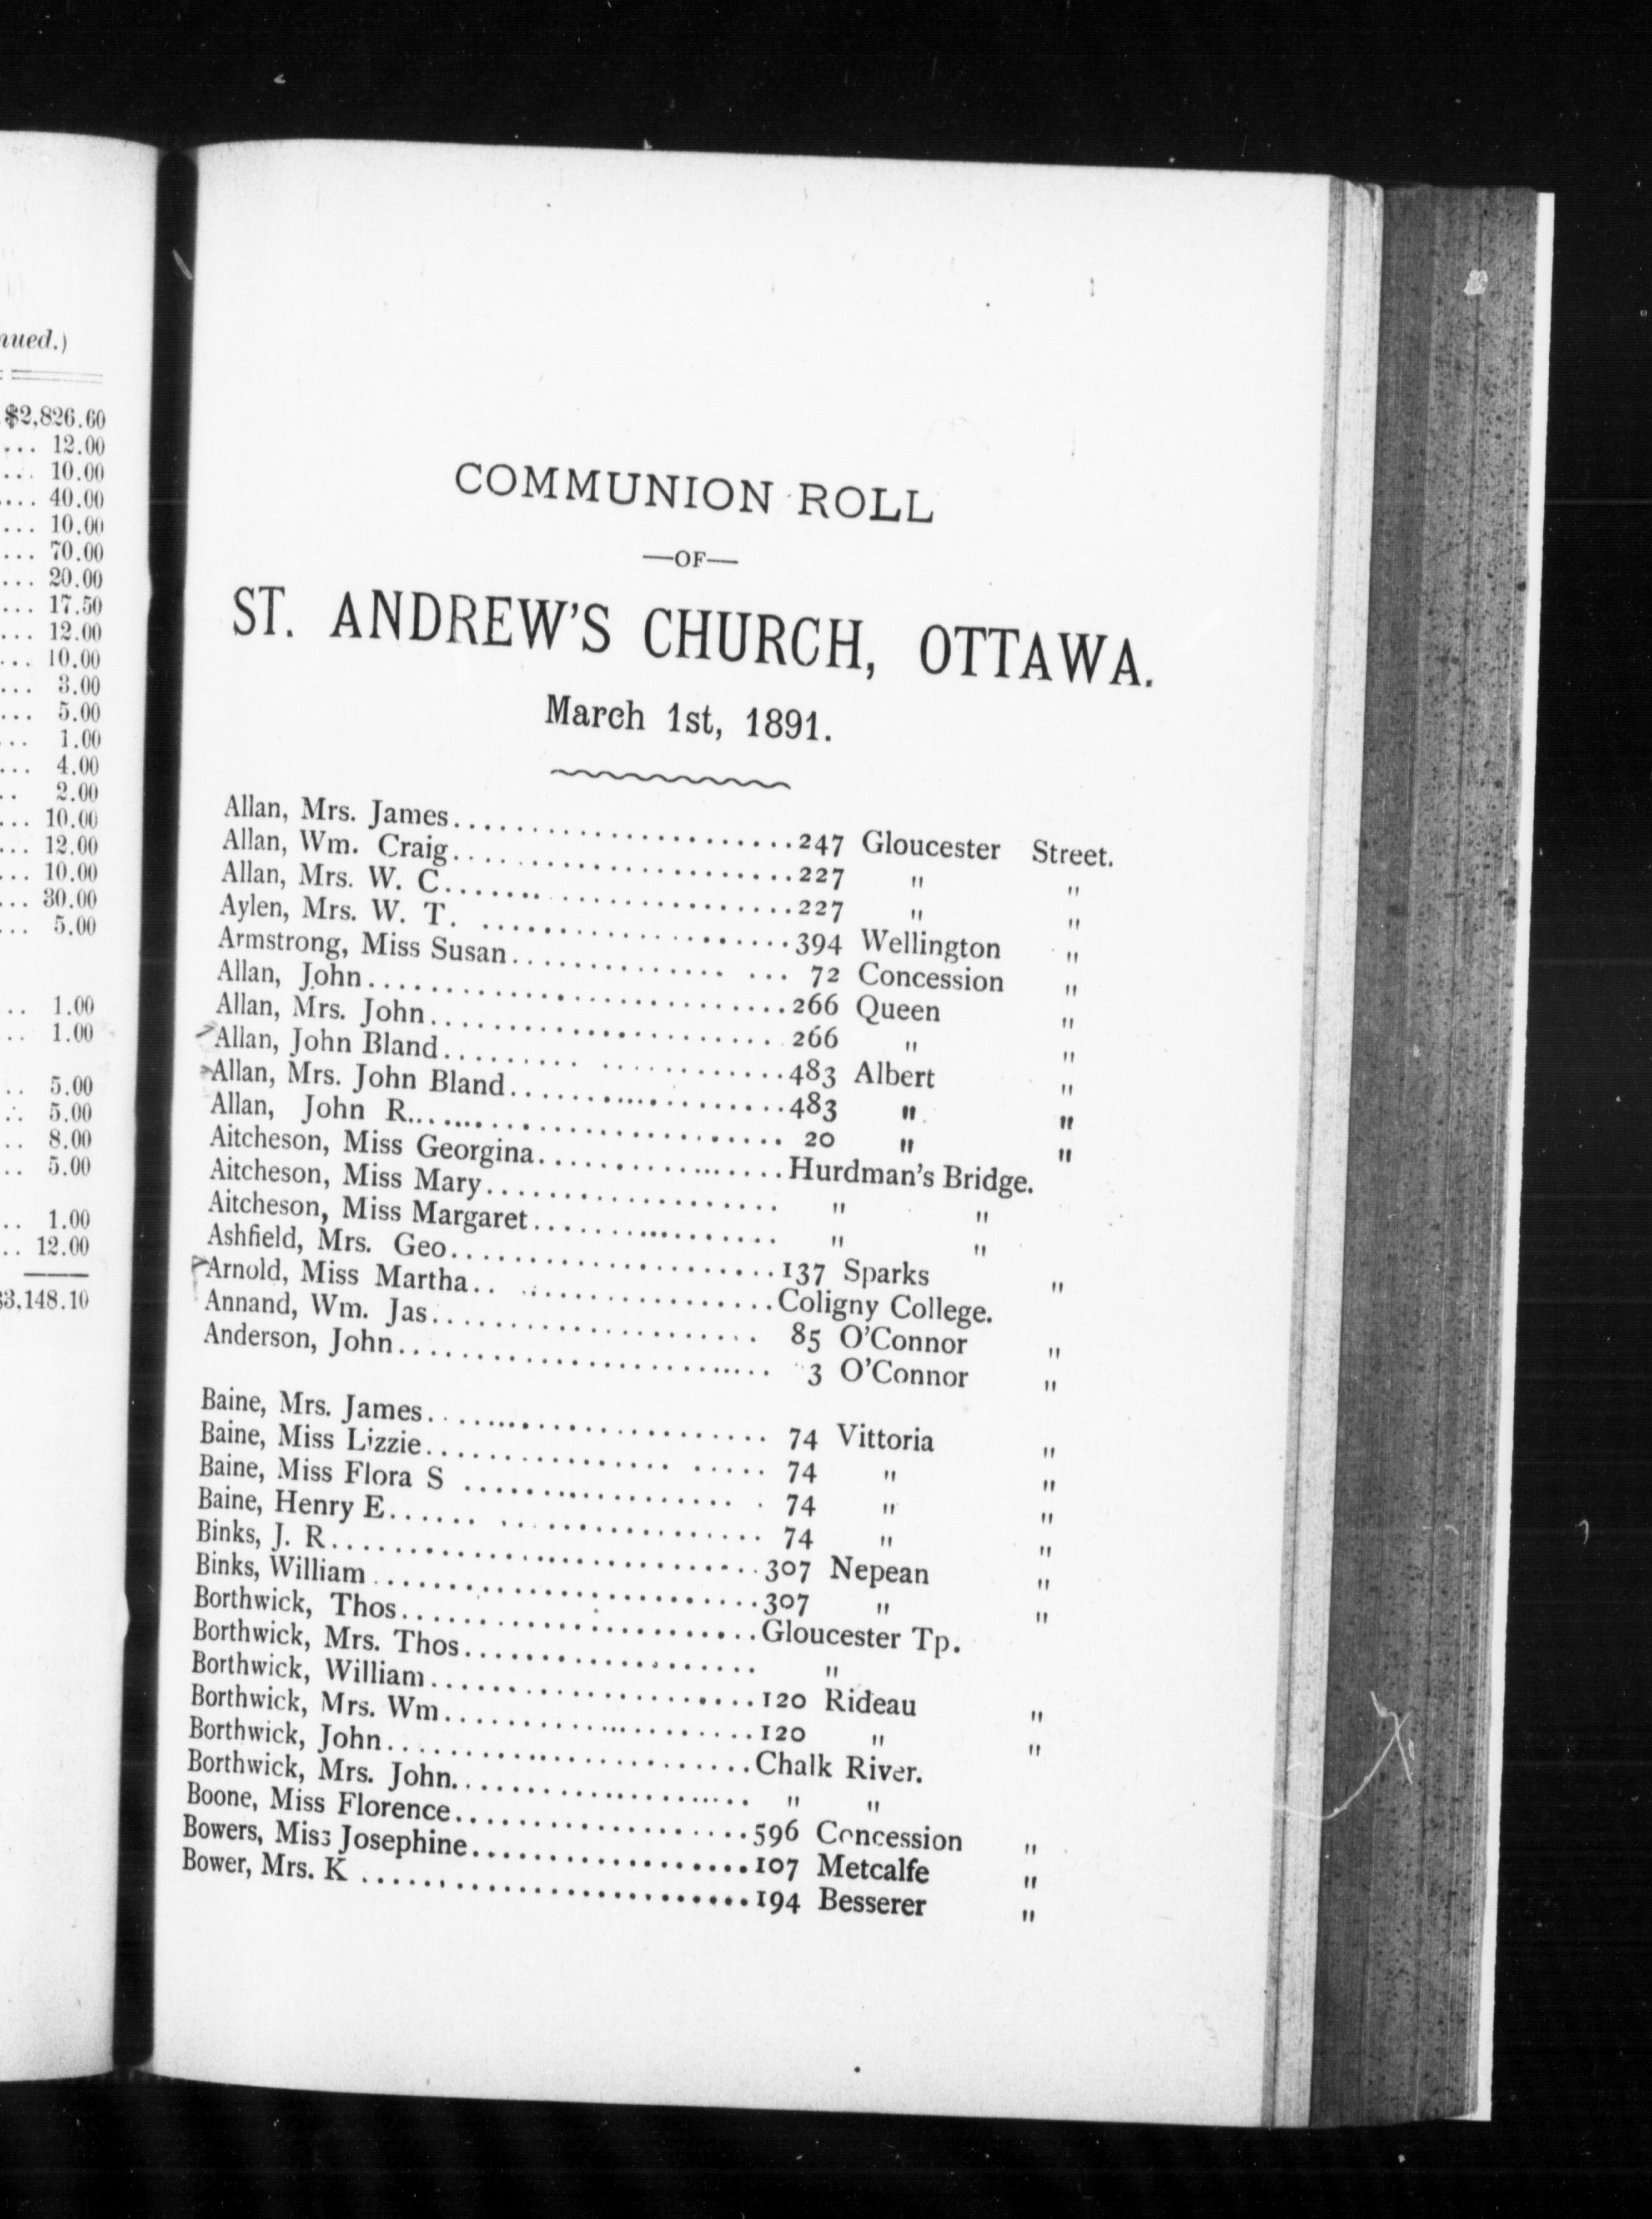 nued.)
$2,826.60
... 12.00
... 10.00
.... 40.00
... 10.00
... 70.00
... 20.00
... 17.50
... 12.00
... 10.00
... 3.00
... 5.00
... 1.00
... 4.00
.. 2.00
... 10.00
... 12.00
... 10.00
... 30.00
... 5.00
.. 1.00
.. 1.00
.. 5.00
.. 5.00
.. 8.00
.. 5.00
.. 1.00
.. 12.00
3,148.10
COMMUNION ROLL
—OF—
ST. ANDREW'S CHURCH, OTTAWA.
March 1st, 1891.
Allan, Mrs. James..........................247 Gloucester Street.
Allan, Wm. Craig..........................227 " "
Allan, Mrs. W. C..........................227 " "
Aylen, Mrs. W. T. ........................394 Wellington "
Armstrong, Miss Susan.................. ... 72 Concession "
Allan, John................................266 Queen "
Allan, Mrs. John...........................266 " "
Allan, John Bland......... ............483 Albert "
Allan, Mrs. John Bland.....................483 " "
Allan, John R............................. 20 " "
Aitcheson, Miss Georgina...................Hurdman's Bridge.
Aitcheson, Miss Mary...................... " "
Aitcheson, Miss Margaret................... " "
Ashfield, Mrs. Geo.........................137 Sparks "
Arnold, Miss Martha.. ...................Coligny College.
Annand, Wm. Jas....................... 85 O'Connor "
Anderson, John........................... 3 O'Connor "
Baine, Mrs. James......................... 74 Vittoria "
Baine, Miss Lizzie.................. ..... 74 " "
Baine, Miss Flora S .................... . 74 " "
Baine, Henry E...... ................... 74 " "
Binks, J. R...............................307 Nepean "
Binks, William ...........................307 " "
Borthwick, Thos...........................Gloucester Tp.
Borthwick, Mrs. Thos..................... "
Borthwick, William........................120 Rideau "
Borthwick, Mrs. Wm.......................120 " "
Borthwick, John...........................Chalk River.
Borthwick, Mrs. John...................... " "
Boone, Miss Florence......................596 Concession "
Bowers, Miss Josephine....................107 Metcalfe "
Bower, Mrs. K ............................194 Besserer "